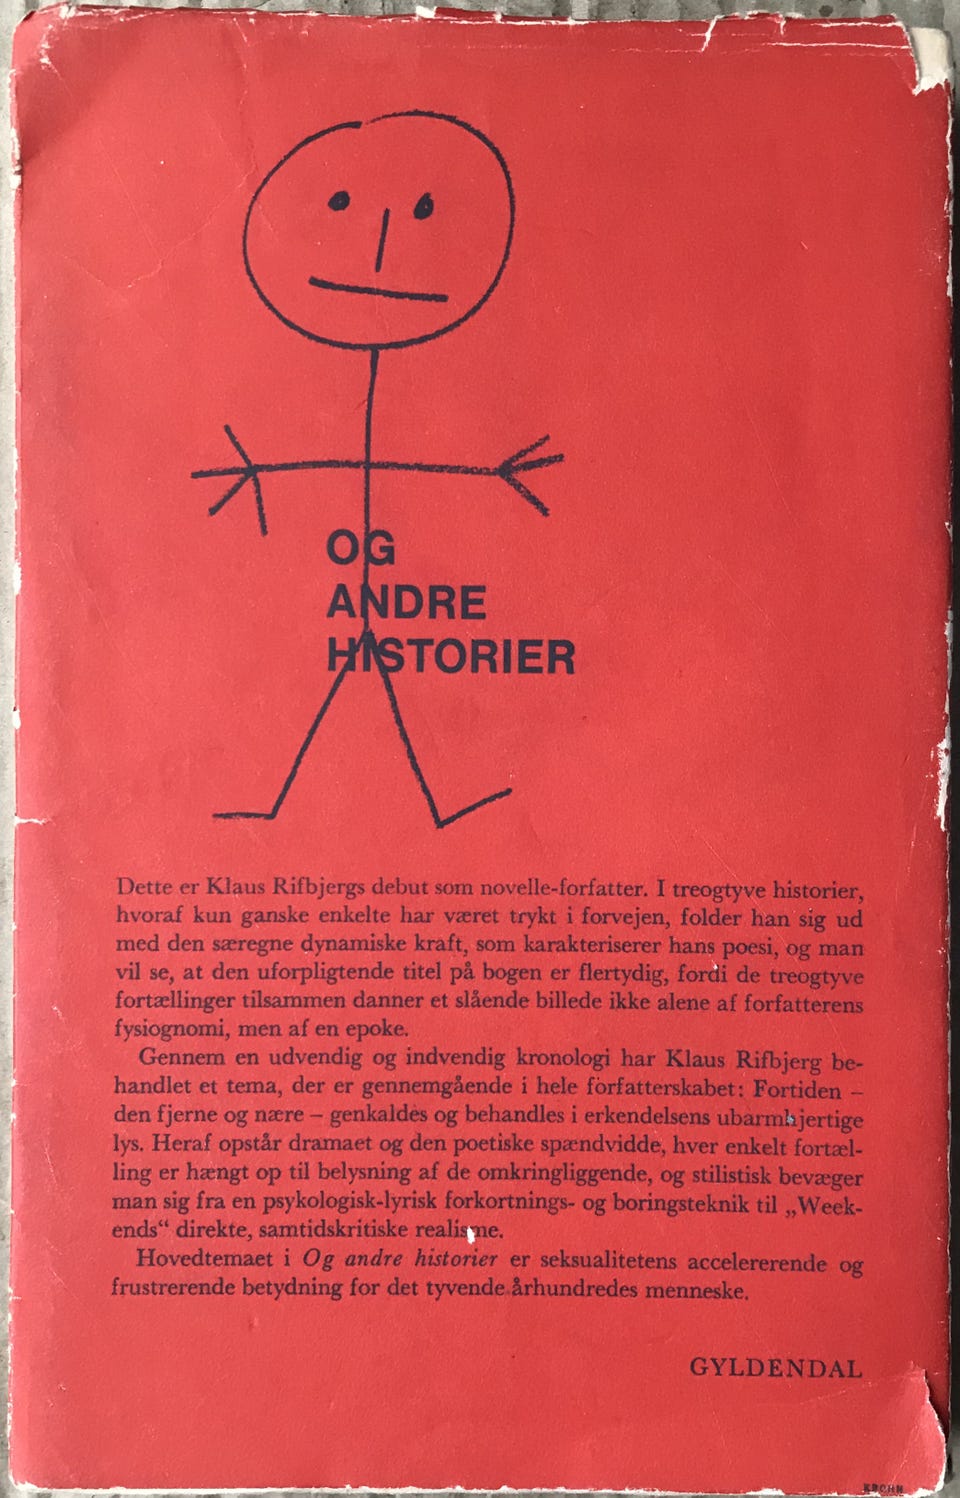 OG
ANDRE
HISTORIER
Dette er Klaus Rifbjergs debut som novelle-forfatter. I treogtyve historier,
hvoraf kun ganske enkelte har været trykt i forvejen, folder han sig ud
med den særegne dynamiske kraft, som karakteriserer hans poesi, og man
vil se, at den uforpligtende titel på bogen er flertydig, fordi de treogtyve
fortællinger tilsammen danner et slående billede ikke alene af forfatterens
fysiognomi, men af en epoke.
Gennem en udvendig og indvendig kronologi har Klaus Rifbjerg be-
handlet et tema, der er gennemgående i hele forfatterskabet: Fortiden –
den fjerne og nære – genkaldes og behandles i erkendelsens ubarmhjertige
lys. Heraf opstår dramaet og den poetiske spændvidde, hver enkelt fortæl-
ling er hængt op til belysning af de omkringliggende, og stilistisk bevæger
man sig fra en psykologisk-lyrisk forkortnings- og boringsteknik til „Week-
ends“ direkte, samtidskritiske realisme.
Hovedtemaet i Og andre historier er seksualitetens accelererende og
frustrerende betydning for det tyvende århundredes menneske.
GYLDENDAL